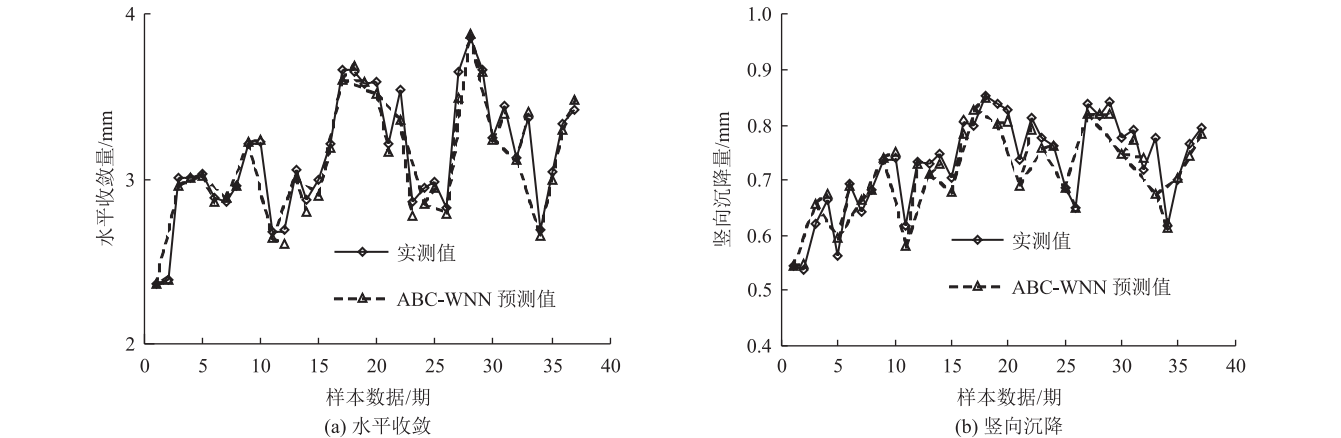 4
3
2
水平收敛量/mm
实测值
ABC-WNN 预测值
0 5 10 15 20 25 30 35 40
样本数据/期
(a) 水平收敛
1.0
0.9
0.8
0.7
0.6
0.5
0.4
竖向沉降量/mm
实测值
ABC-WNN 预测值
0 5 10 15 20 25 30 35 40
样本数据/期
(b) 竖向沉降